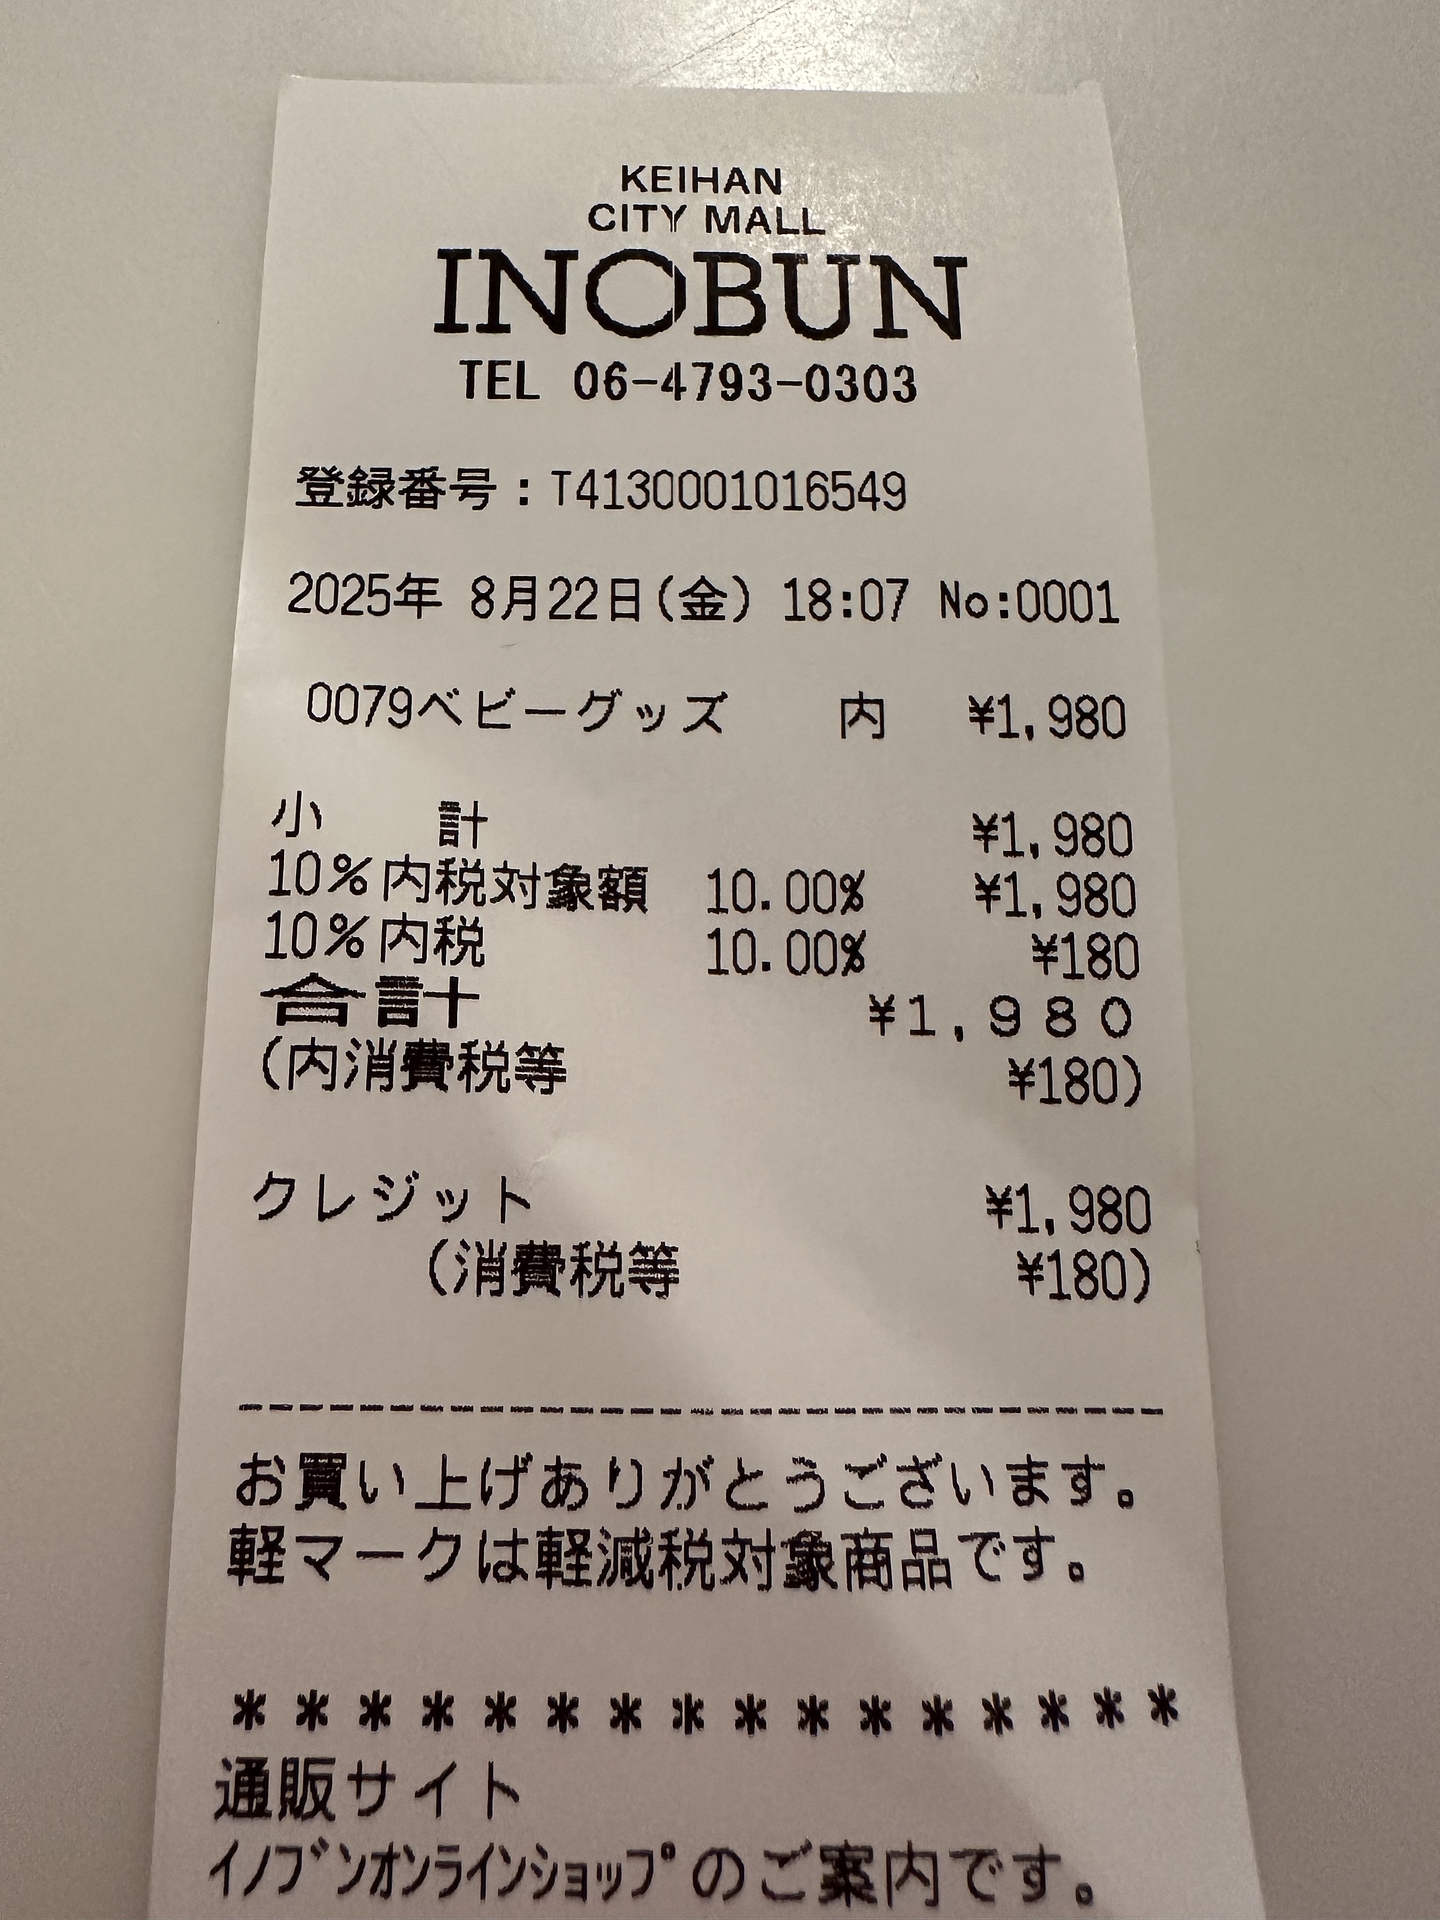 KEIHAN
CITY MALL
INOBUN
TEL 06-4793-0303
登録番号：T4130001016549
2025年 8月22日(金) 18:07 No:0001
0079ベビーグッズ 内 ¥1,980
小 計 ¥1,980
10%内税対象額 10.00% ¥1,980
10%内税 10.00% ¥180
合計 ¥1,980
(内消費税等 ¥180)
クレジット ¥1,980
(消費税等 ¥180)
--------------------------------
お買い上げありがとうございます。
軽マークは軽減税対象商品です。
* * * * * * * * * * * * * * * *
通販サイト
ｲﾉﾌﾞﾝｵﾝﾗｲﾝｼｮｯﾌﾟのご案内です。